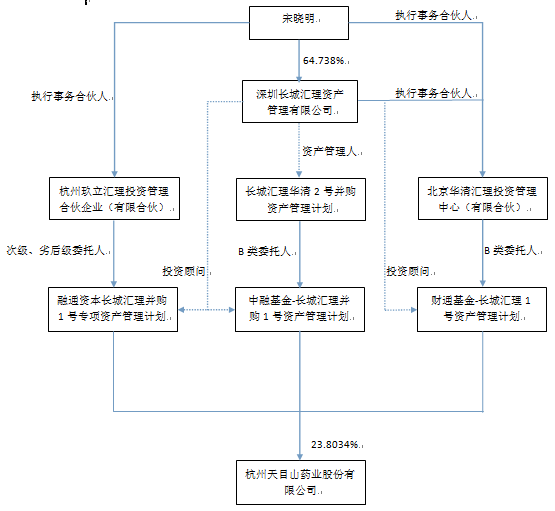 宋晓明
执行事务合伙人
64.738%
执行事务合伙人
深圳长城汇理资产
管理有限公司
执行事务合伙人
资产管理人
杭州玖立汇理投资管理
合伙企业（有限合伙）
长城汇理华清 2 号并购
资产管理计划
北京华清汇理投资管理
中心（有限合伙）
次级、劣后级委托人
B 类委托人
B 类委托人
投资顾问
投资顾问
融通资本长城汇理并购
1 号专项资产管理计划
中融基金-长城汇理并
购 1 号资产管理计划
财通基金-长城汇理 1
号资产管理计划
23.8034%
杭州天目山药业股份有
限公司